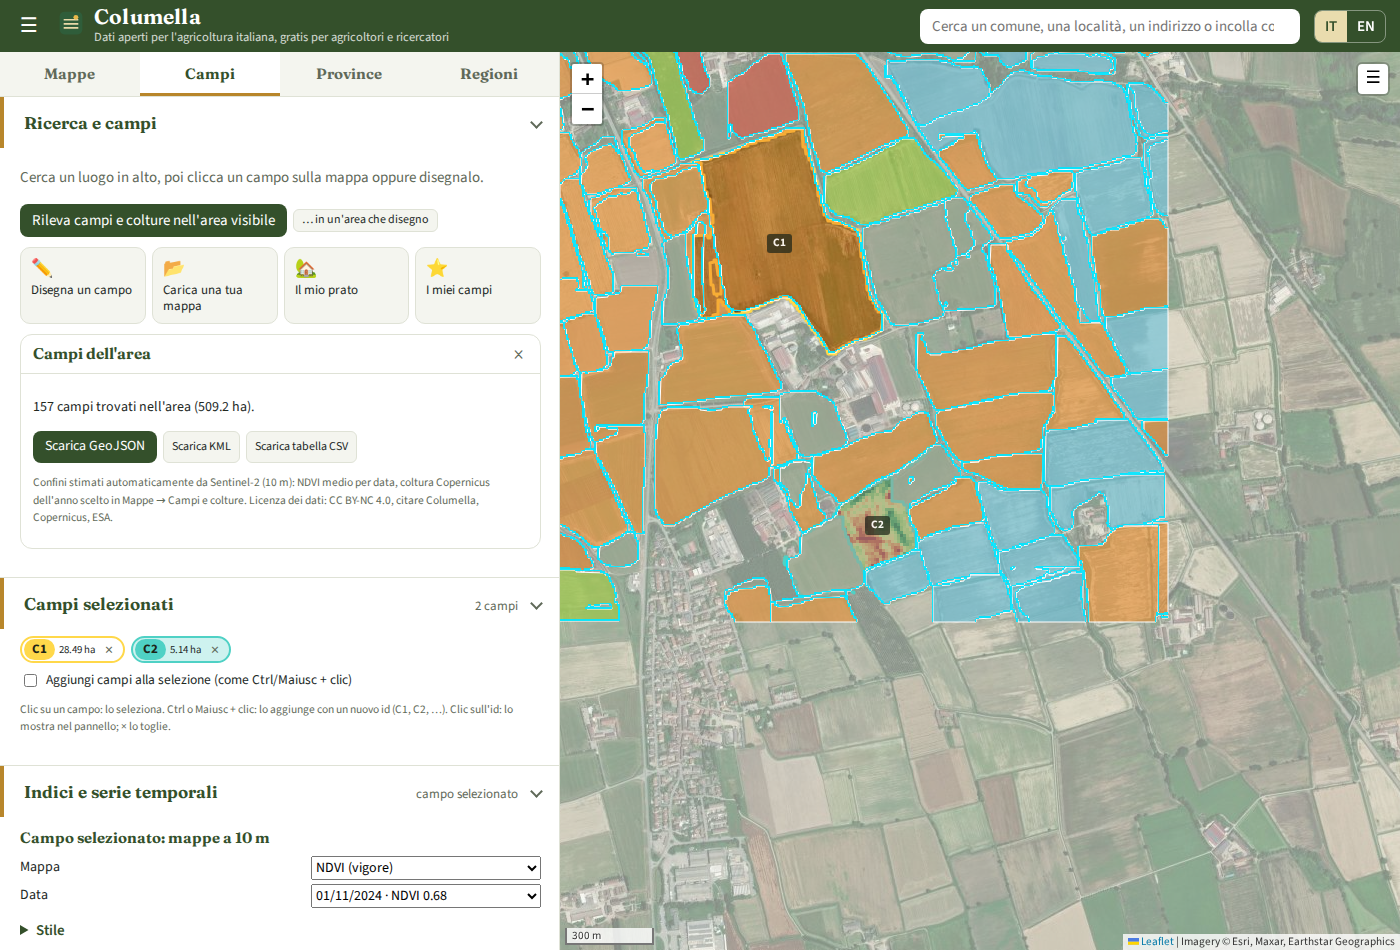 Columella
Dati aperti per l'agricoltura italiana, gratis per agricoltori e ricercatori
Cerca un comune, una località, un indirizzo o incolla cc
IT EN
Mappe Campi Province Regioni
Ricerca e campi
Cerca un luogo in alto, poi clicca un campo sulla mappa oppure disegnalo.
Rileva campi e colture nell'area visibile
...in un'area che disegno
Disegna un campo
Carica una tua
mappa
Il mio prato
I miei campi
Campi dell'area ×
157 campi trovati nell'area (509.2 ha).
Scarica GeoJSON Scarica KML Scarica tabella CSV
Confini stimati automaticamente da Sentinel-2 (10 m): NDVI medio per data, coltura Copernicus
dell'anno scelto in Mappe → Campi e colture. Licenza dei dati: CC BY-NC 4.0, citare Columella,
Copernicus, ESA.
Campi selezionati 2 campi
C1 28.49 ha × C2 5.14 ha ×
Aggiungi campi alla selezione (come Ctrl/Maiusc + clic)
Clic su un campo: lo seleziona. Ctrl o Maiusc + clic: lo aggiunge con un nuovo id (C1, C2, ...). Clic sull'id: lo
mostra nel pannello; × lo toglie.
Indici e serie temporali campo selezionato
Campo selezionato: mappe a 10 m
Mappa NDVI (vigore)
Data 01/11/2024 · NDVI 0.68
Stile
+
−
C1
C2
300 m
Leaflet | Imagery © Esri, Maxar, Earthstar Geographics